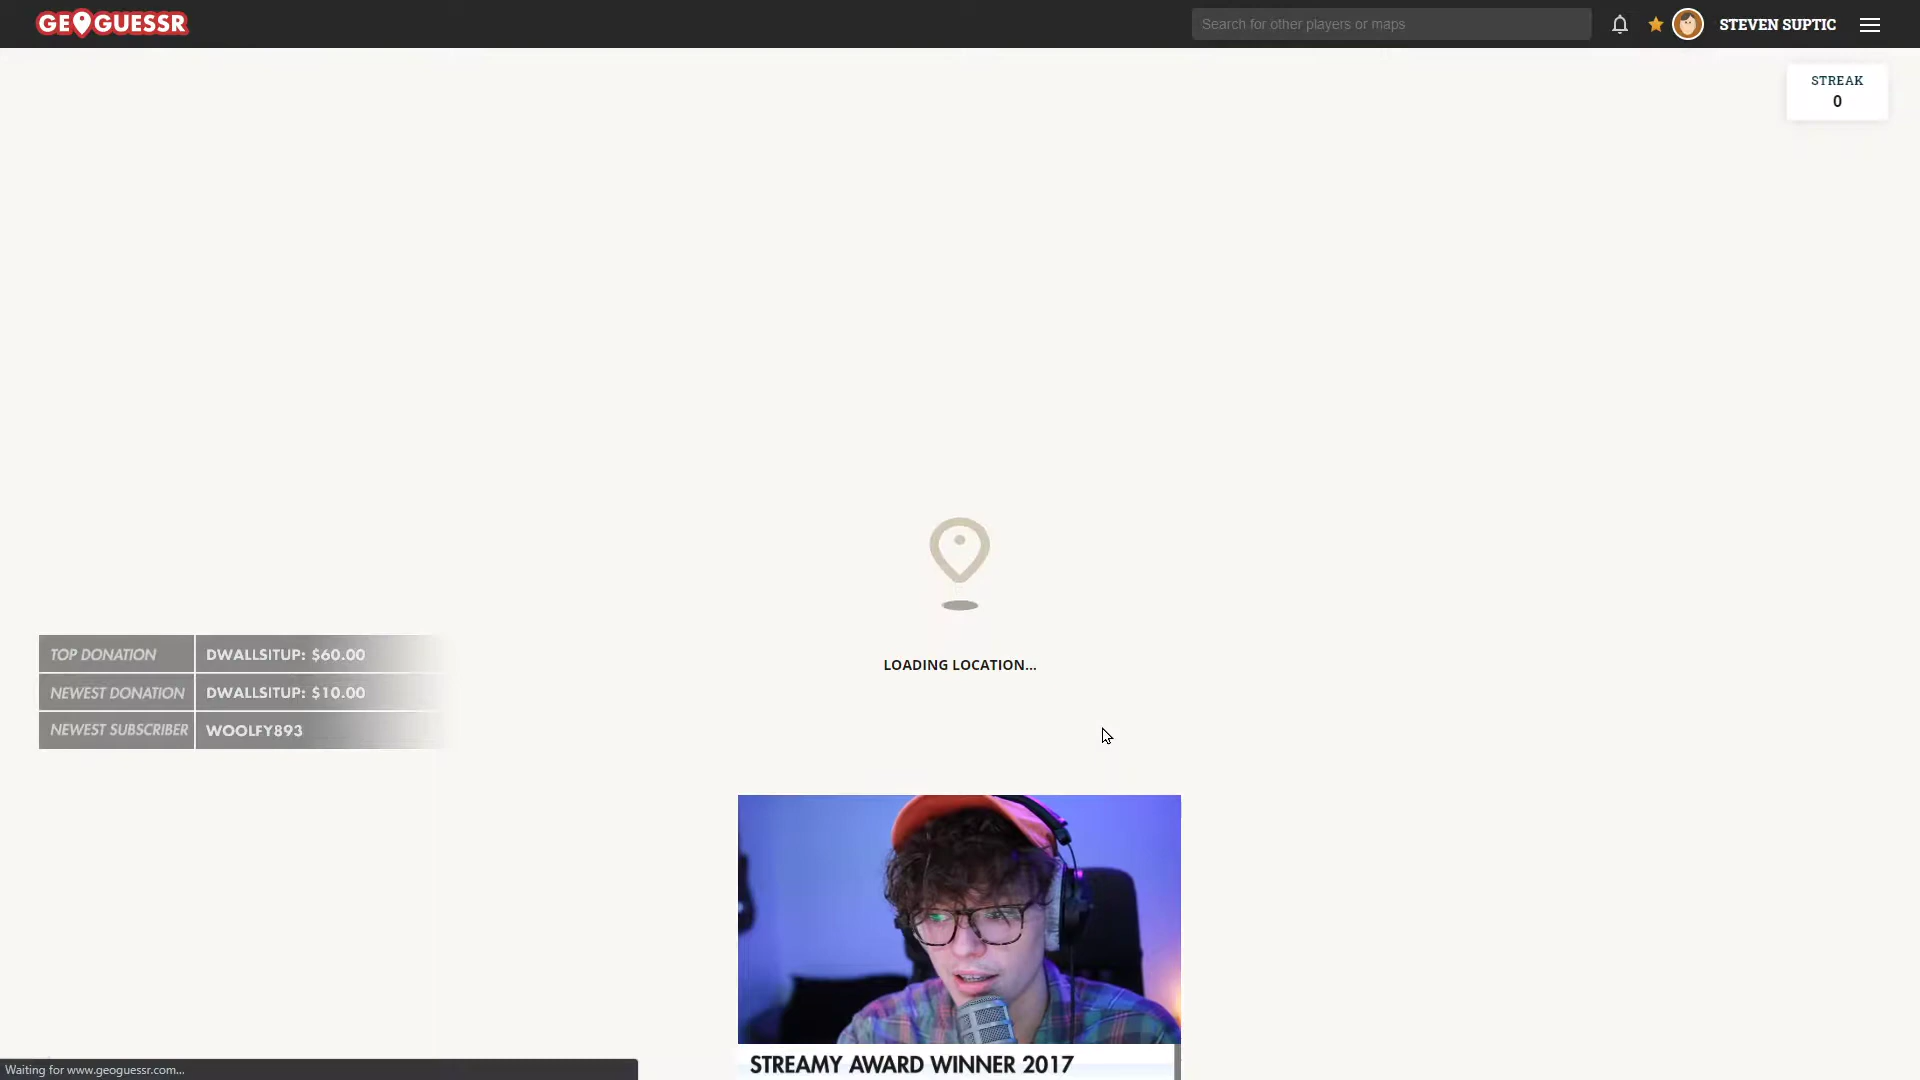 GEOGUESSR
Search for other players or maps
STEVEN SUPTIC
STREAK
0
LOADING LOCATION...
TOP DONATION DWALLSITUP: $60.00
NEWEST DONATION DWALLSITUP: $10.00
NEWEST SUBSCRIBER WOOLFY893
STREAMY AWARD WINNER 2017
Waiting for www.geoguessr.com...